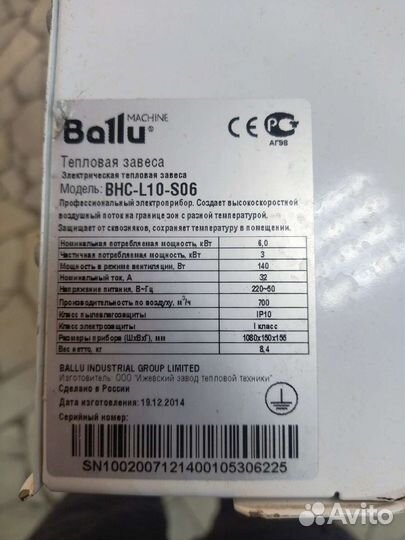 Ballu MACHINE
CE
АГ98
Тепловая завеса
Электрическая тепловая завеса
Модель: BHC-L10-S06
Профессиональный электроприбор. Создает высокоскоростной
воздушный поток на границе зон с разной температурой.
Защищает от сквозняков, сохраняет температуру в помещении.
Номинальная потребляемая мощность, кВт 6,0
Частичная потребляемая мощность, кВт 3
Мощность в режиме вентиляции, Вт 140
Номинальный ток, А 32
Напряжение питания, В~Гц 220~50
Производительность по воздуху, м³/ч 700
Класс пылевлагозащиты IP10
Класс электрозащиты I класс
Размеры прибора (ШхВхГ), мм 1080х150х155
Вес нетто, кг 8,4
BALLU INDUSTRIAL GROUP LIMITED
Изготовитель: ООО "Ижевский завод тепловой техники"
Сделано в России
Дата изготовления: 19.12.2014
Серийный номер:
SN1002007121400105306225
Avito